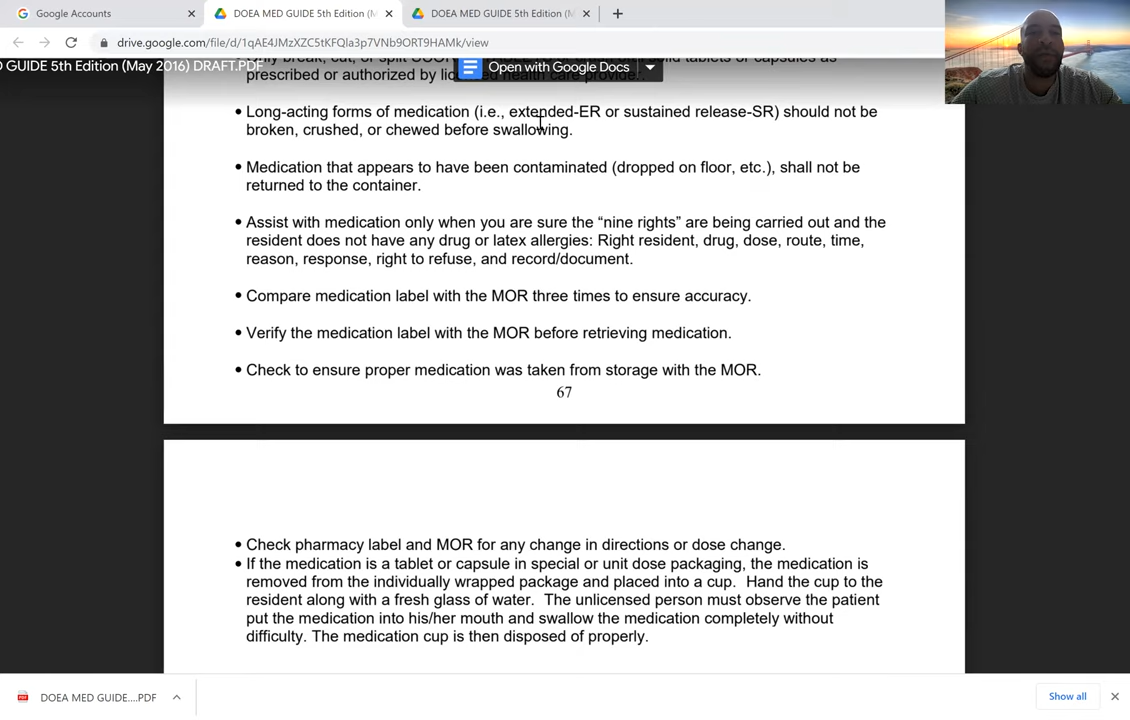 Google Accounts
DOEA MED GUIDE 5th Edition (M
DOEA MED GUIDE 5th Edition (M
drive.google.com/file/d/1qAE4JMzXZC5tKFQIa3p7VNb9ORT9HAMk/view
GUIDE 5th Edition (May 2016) DRAFT.PDF
Open with Google Docs
prescribed or authorized by
• Long-acting forms of medication (i.e., extended-ER or sustained release-SR) should not be
broken, crushed, or chewed before swallowing.
• Medication that appears to have been contaminated (dropped on floor, etc.), shall not be
returned to the container.
• Assist with medication only when you are sure the “nine rights” are being carried out and the
resident does not have any drug or latex allergies: Right resident, drug, dose, route, time,
reason, response, right to refuse, and record/document.
• Compare medication label with the MOR three times to ensure accuracy.
• Verify the medication label with the MOR before retrieving medication.
• Check to ensure proper medication was taken from storage with the MOR.
67
• Check pharmacy label and MOR for any change in directions or dose change.
• If the medication is a tablet or capsule in special or unit dose packaging, the medication is
removed from the individually wrapped package and placed into a cup. Hand the cup to the
resident along with a fresh glass of water. The unlicensed person must observe the patient
put the medication into his/her mouth and swallow the medication completely without
difficulty. The medication cup is then disposed of properly.
DOEA MED GUIDE....PDF
Show all